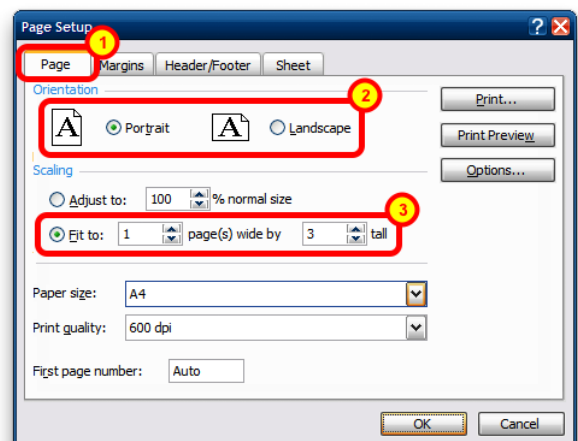 Page Setup
1
Page Margins Header/Footer Sheet
Orientation
2
Print...
A Portrait A Landscape
Print Preview
Scaling
Options...
Adjust to: 100 % normal size
3
Fit to: 1 page(s) wide by 3 tall
Paper size: A4
Print quality: 600 dpi
First page number: Auto
OK Cancel